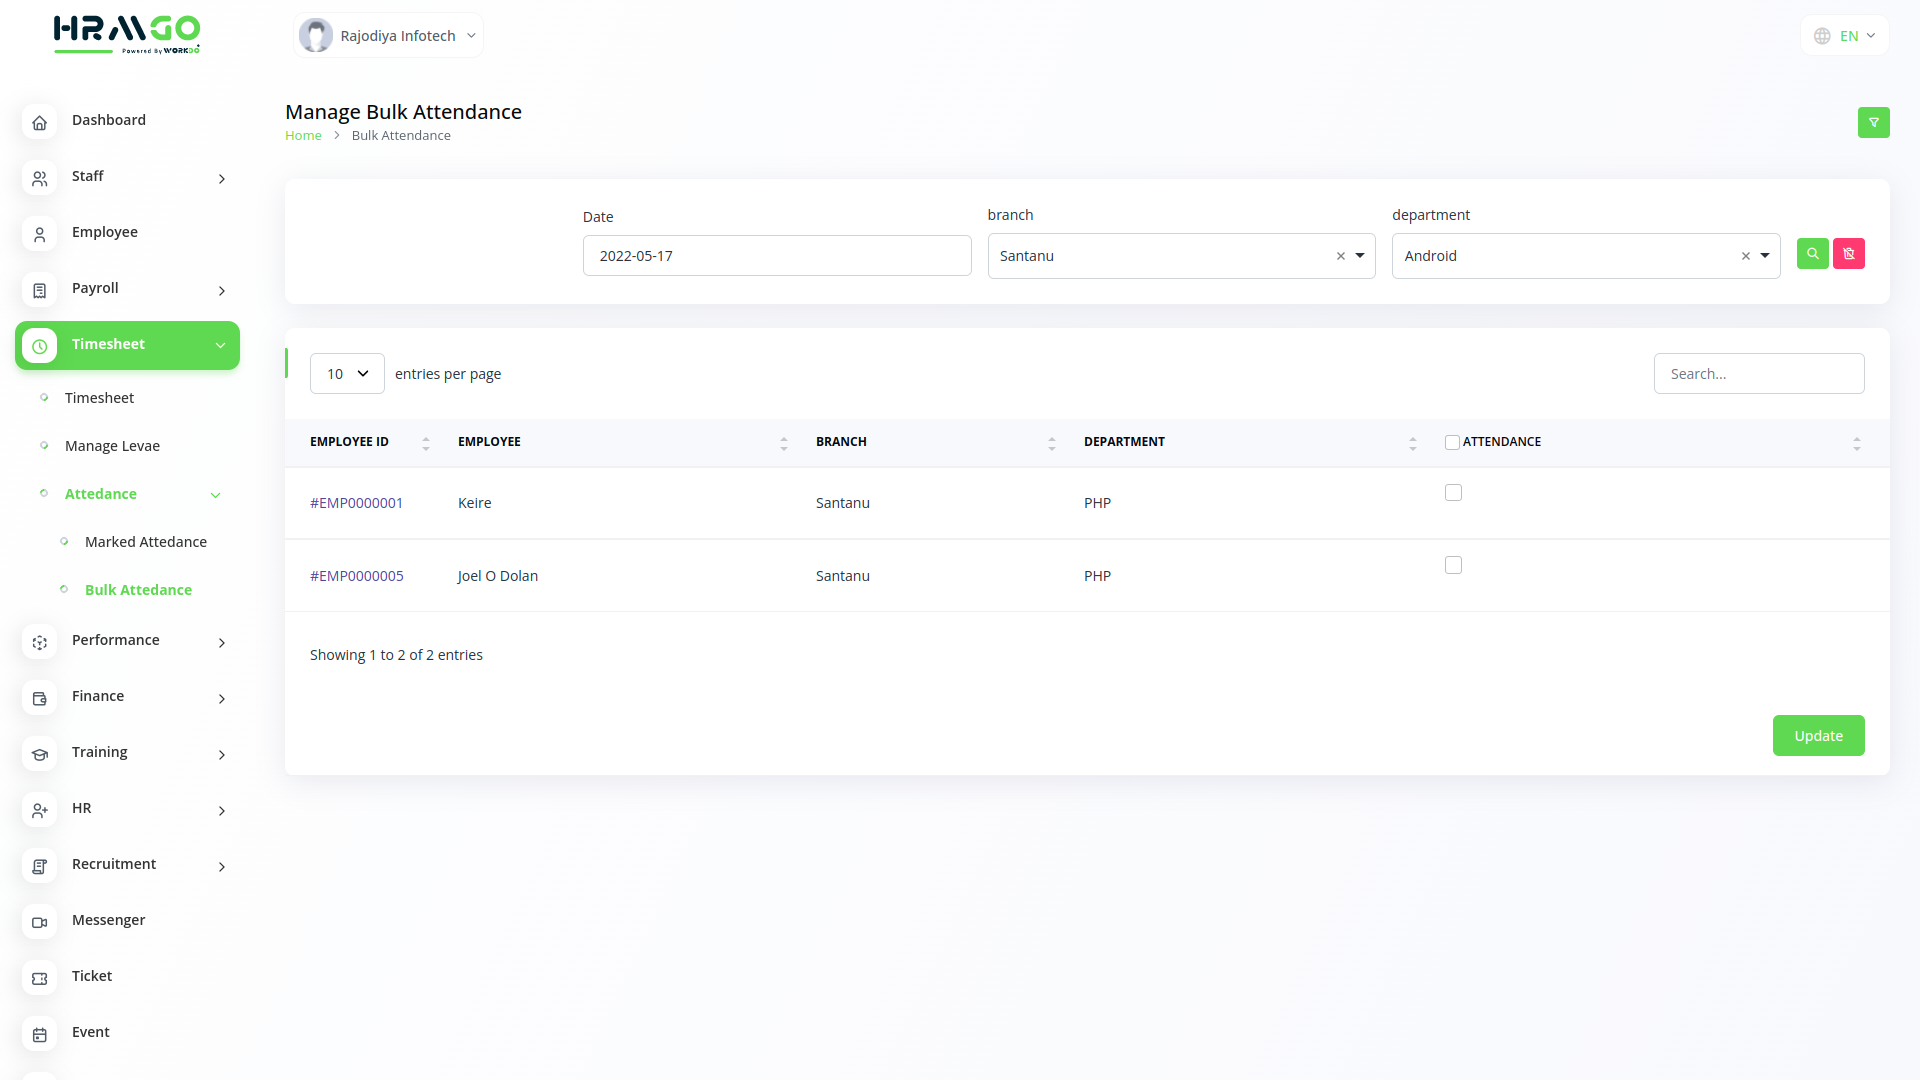 HRMGO
Powered By WORKDO
Rajodiya Infotech
EN
Dashboard
Staff
Employee
Payroll
Timesheet
Timesheet
Manage Levae
Attedance
Marked Attedance
Bulk Attedance
Performance
Finance
Training
HR
Recruitment
Messenger
Ticket
Event
Manage Bulk Attendance
Home > Bulk Attendance
Date branch department
2022-05-17 Santanu × Android ×
10 entries per page Search...
EMPLOYEE ID EMPLOYEE BRANCH DEPARTMENT ATTENDANCE
#EMP0000001 Keire Santanu PHP
#EMP0000005 Joel O Dolan Santanu PHP
Showing 1 to 2 of 2 entries
Update